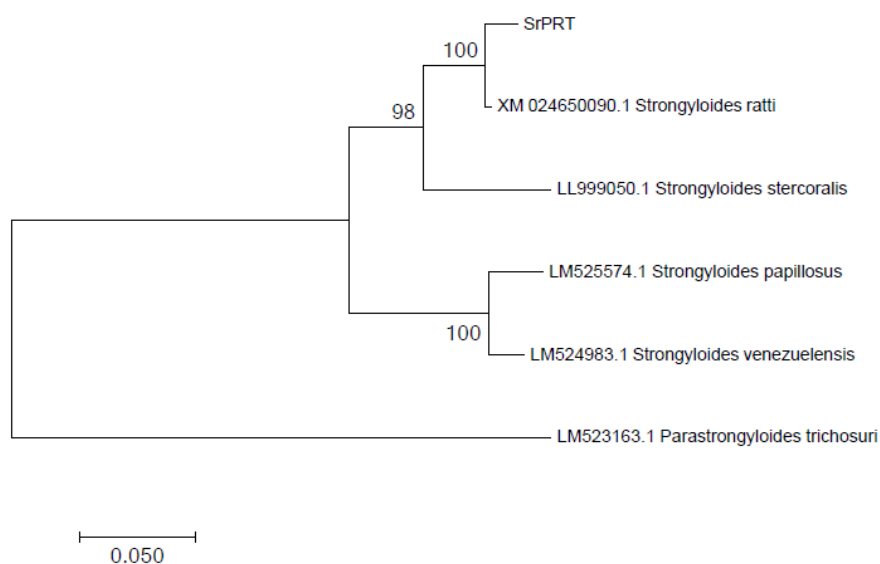 SrPRT
100
XM 024650090.1 Strongyloides ratti
98
LL999050.1 Strongyloides stercoralis
LM525574.1 Strongyloides papillosus
100
LM524983.1 Strongyloides venezuelensis
LM523163.1 Parastrongyloides trichosuri
0.050